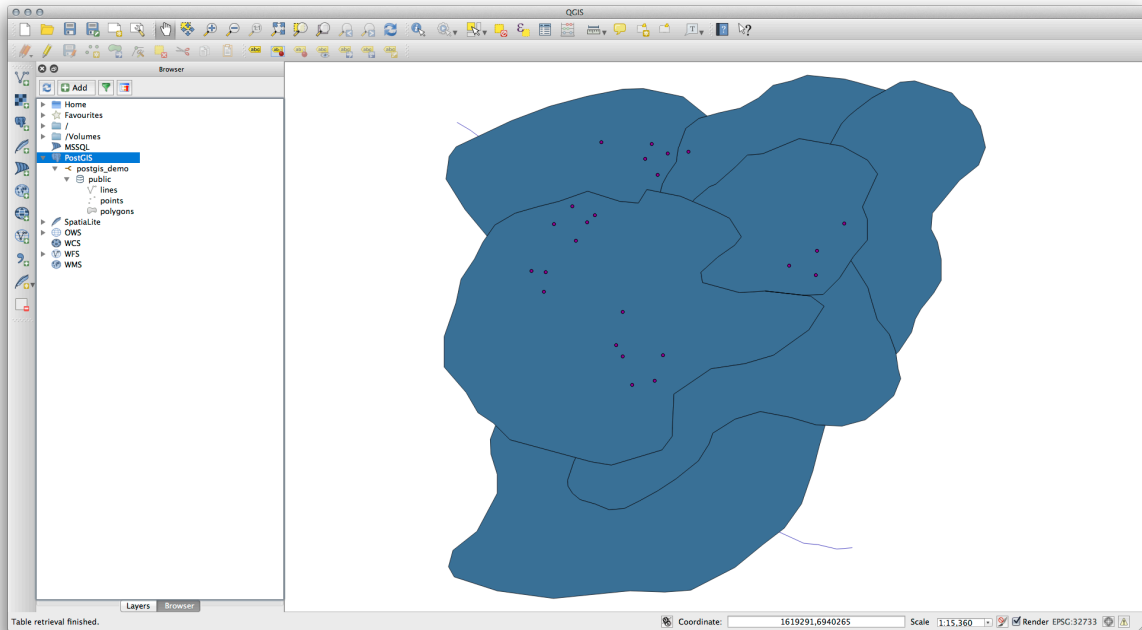 QGIS
Browser
Add
Home
Favourites
/
/Volumes
MSSQL
PostGIS
postgis_demo
public
lines
points
polygons
SpatiaLite
OWS
WCS
WFS
WMS
Layers Browser
Table retrieval finished.
Coordinate: 1619291,6940265 Scale 1:15,360 Render EPSG:32733